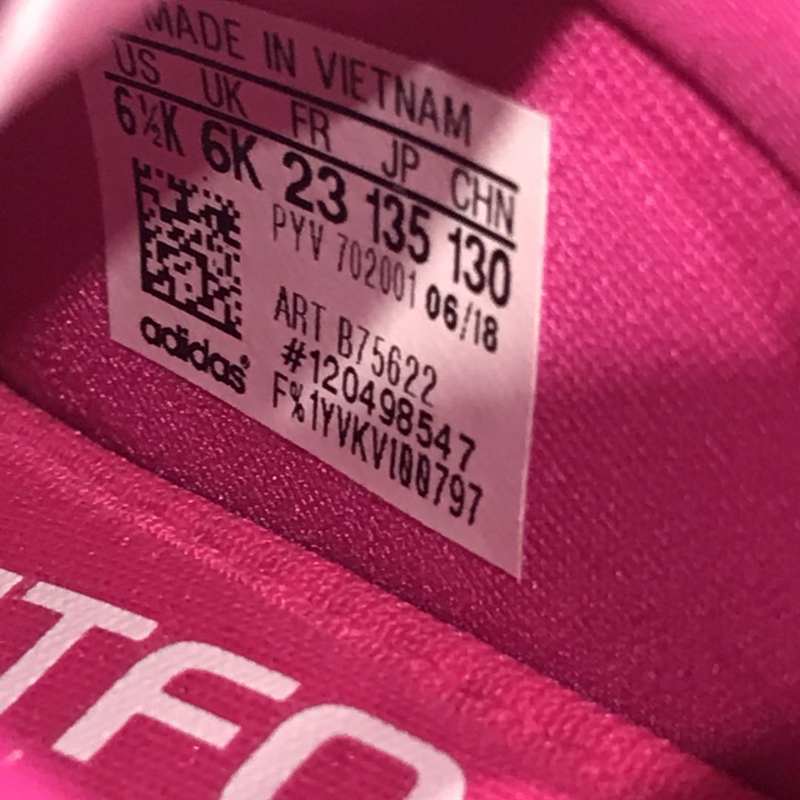 MADE IN VIETNAM
US UK FR JP CHN
6½K 6K 23 135 130
PYV 702001 06/18
ART B75622
#120498547
F%1YVKVI00797
adidas®
TFO